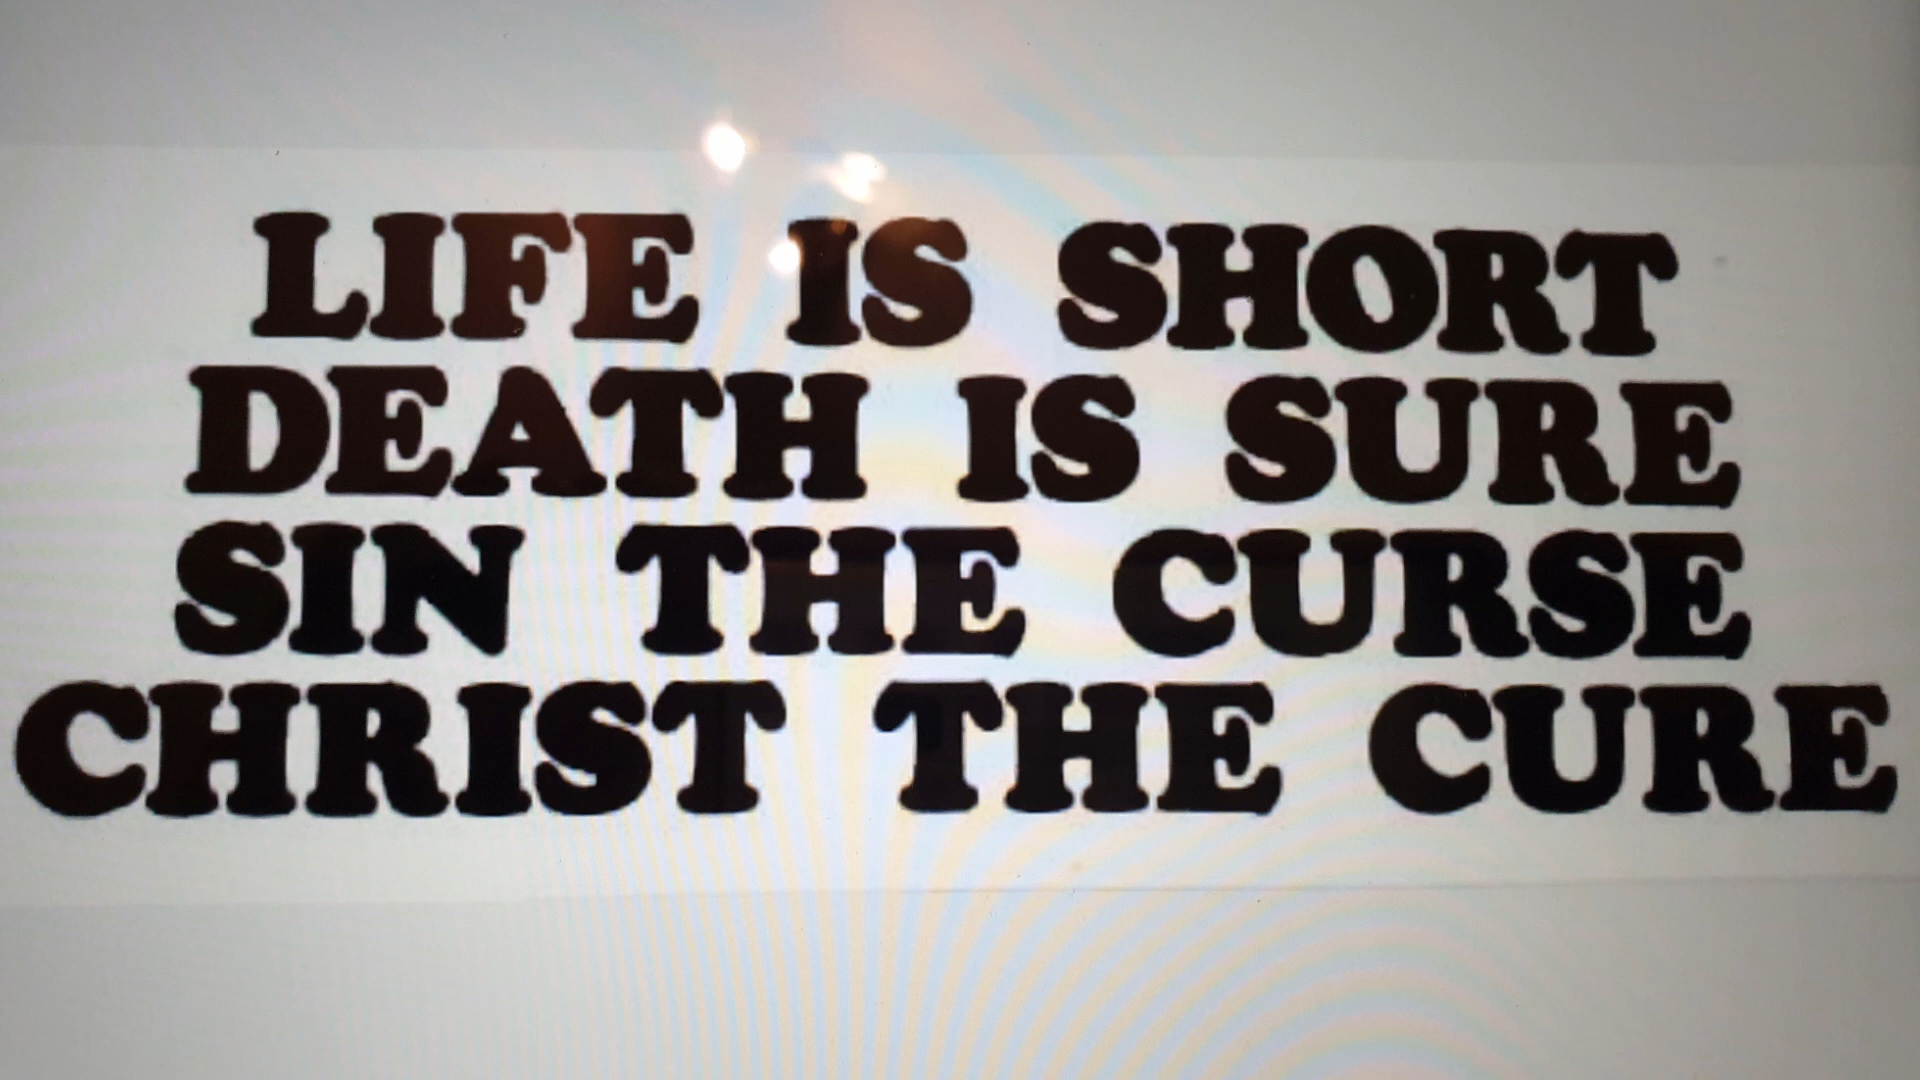 LIFE IS SHORT
DEATH IS SURE
SIN THE CURSE
CHRIST THE CURE